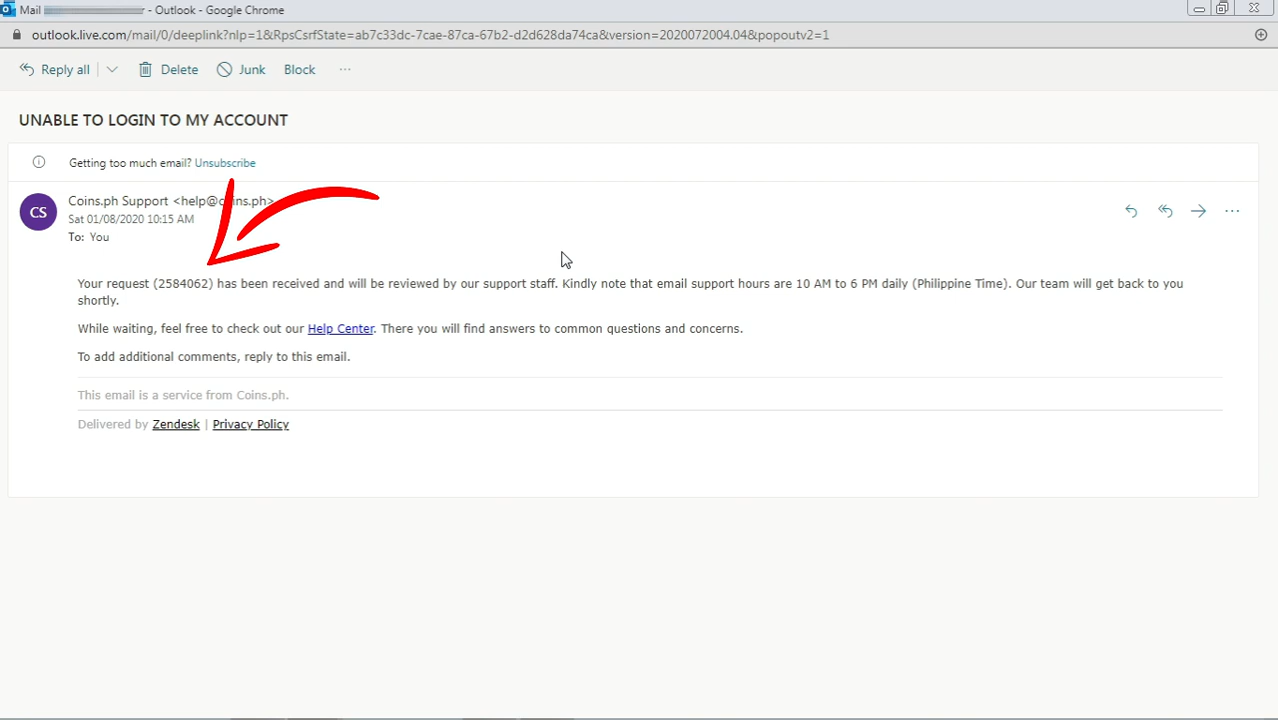 Mail - Outlook - Google Chrome
outlook.live.com/mail/0/deeplink?nlp=1&RpsCsrfState=ab7c33dc-7cae-87ca-67b2-d2d628da74ca&version=2020072004.04&popoutv2=1
Reply all Delete Junk Block ...
UNABLE TO LOGIN TO MY ACCOUNT
Getting too much email? Unsubscribe
CS
Coins.ph Support <help@coins.ph>
Sat 01/08/2020 10:15 AM
To: You
Your request (2584062) has been received and will be reviewed by our support staff. Kindly note that email support hours are 10 AM to 6 PM daily (Philippine Time). Our team will get back to you
shortly.
While waiting, feel free to check out our Help Center. There you will find answers to common questions and concerns.
To add additional comments, reply to this email.
This email is a service from Coins.ph.
Delivered by Zendesk | Privacy Policy